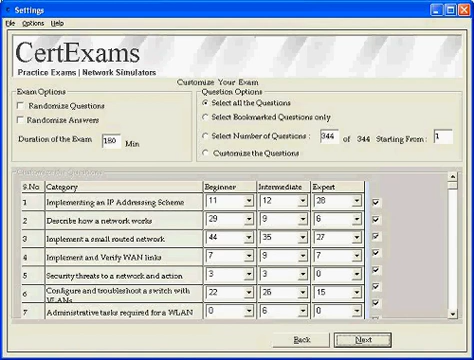 Settings
File Options Help
CertExams
Practice Exams | Network Simulators
Customize Your Exam
Exam Options
Randomize Questions
Randomize Answers
Duration of the Exam 180 Min
Question Options
Select all the Questions
Select Bookmarked Questions only
Select Number of Questions : 344 of 344 Starting From : 1
Customize the Questions
S.No Category Beginner Intermediate Expert
1 Implementing an IP Addressing Scheme 11 12 28
2 Describe how a network works 29 9 6
3 Implement a small routed network 44 35 27
4 Implement and Verify WAN links 7 9 7
5 Security threats to a network and action 3 3 0
6 Configure and troubleshoot a switch with VLANs 22 26 15
7 Administrative tasks required for a WLAN 0 6 0
Back Next